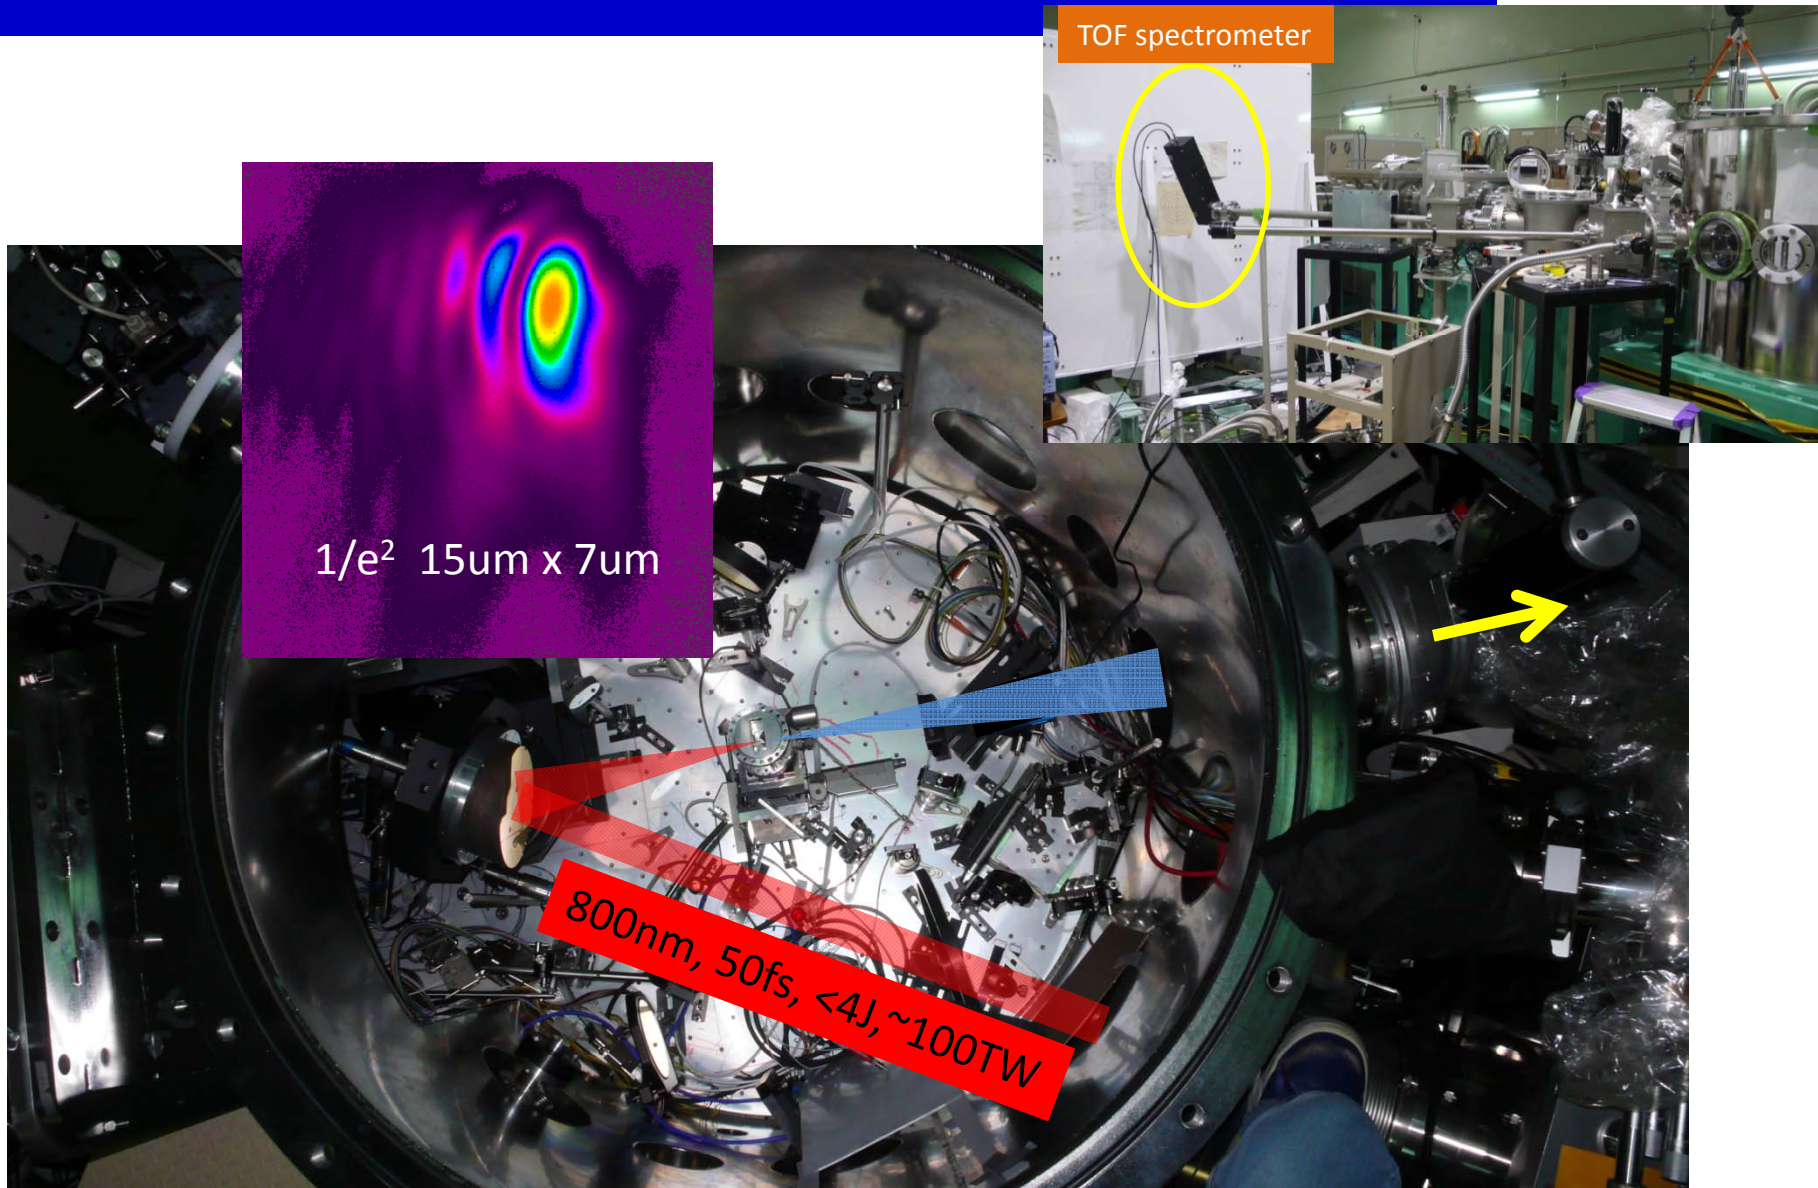 TOF spectrometer
1/e² 15um x 7um
800nm, 50fs, <4J,~100TW